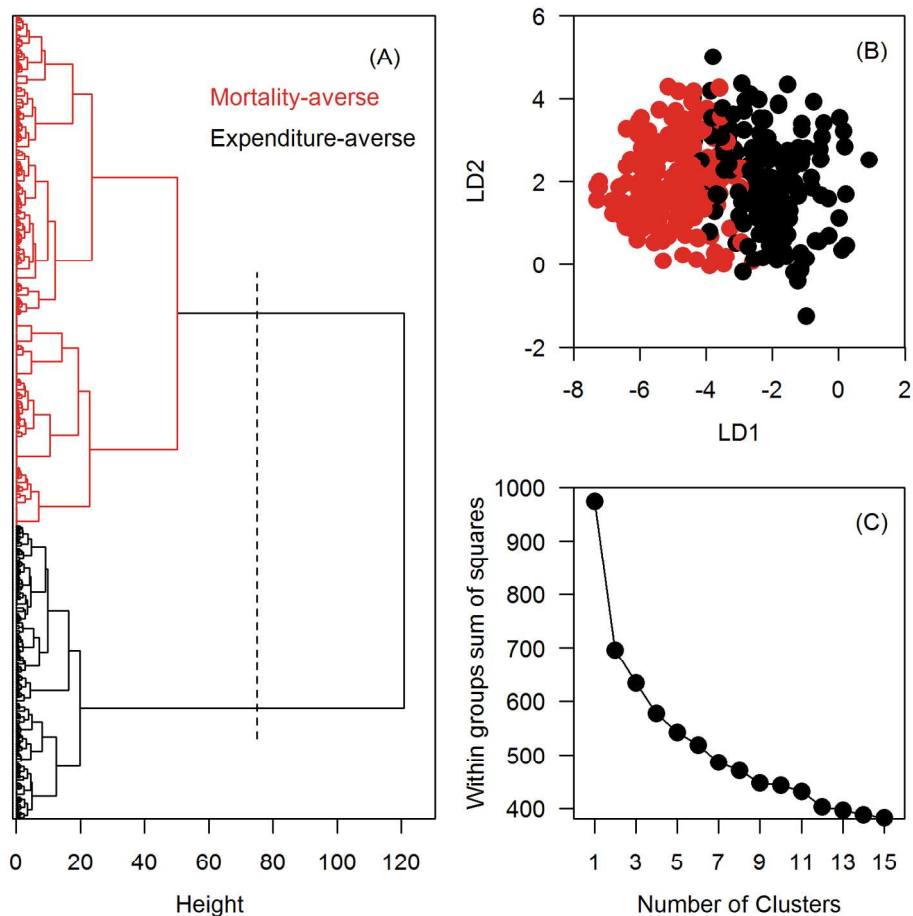 (A)
Mortality-averse
Expenditure-averse
0 20 40 60 80 100 120
Height
(B)
6
4
2
0
-2
LD2
-8 -6 -4 -2 0 2
LD1
(C)
1000
900
800
700
600
500
400
Within groups sum of squares
1 3 5 7 9 11 13 15
Number of Clusters